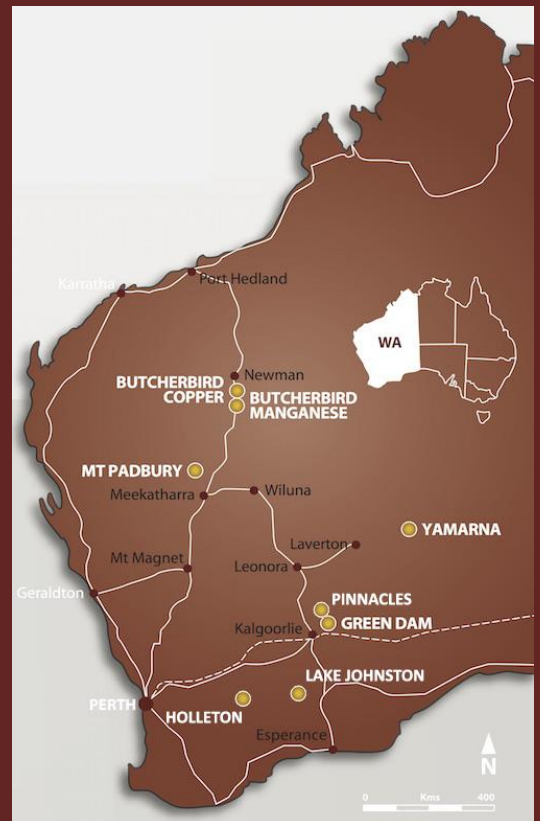 Karratha
Port Hedland
WA
Newman
BUTCHERBIRD
COPPER
BUTCHERBIRD
MANGANESE
MT PADBURY
Meekatharra
Wiluna
YAMARNA
Laverton
Mt Magnet
Leonora
Geraldton
PINNACLES
GREEN DAM
Kalgoorlie
LAKE JOHNSTON
PERTH
HOLLETON
Esperance
N
0 Kms 400